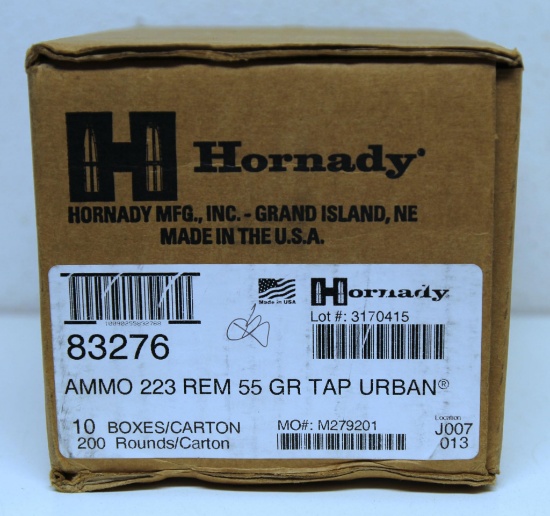 Hornady®
HORNADY MFG., INC. - GRAND ISLAND, NE
MADE IN THE U.S.A.
Made in USA
Hornady
Lot #: 3170415
83276
AMMO 223 REM 55 GR TAP URBAN®
10 BOXES/CARTON
200 Rounds/Carton
MO#: M279201
Location
J007
013